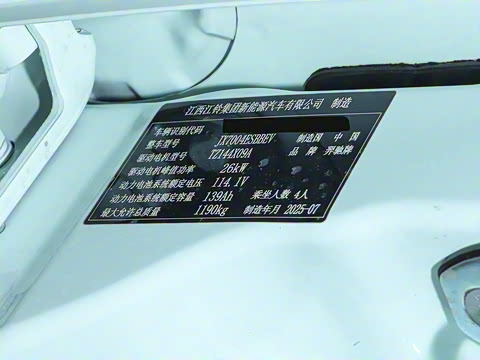 江西江铃集团新能源汽车有限公司 制造
车辆识别代码
整车型号 JX7004ESBBEV 制造国 中 国
驱动电机型号 TZ144X09A 品 牌 羿驰牌
驱动电机峰值功率 26kW
动力电池系统额定电压 114.1V
动力电池系统额定容量 139Ah 乘坐人数 4人
最大允许总质量 1190kg 制造年月 2025-07